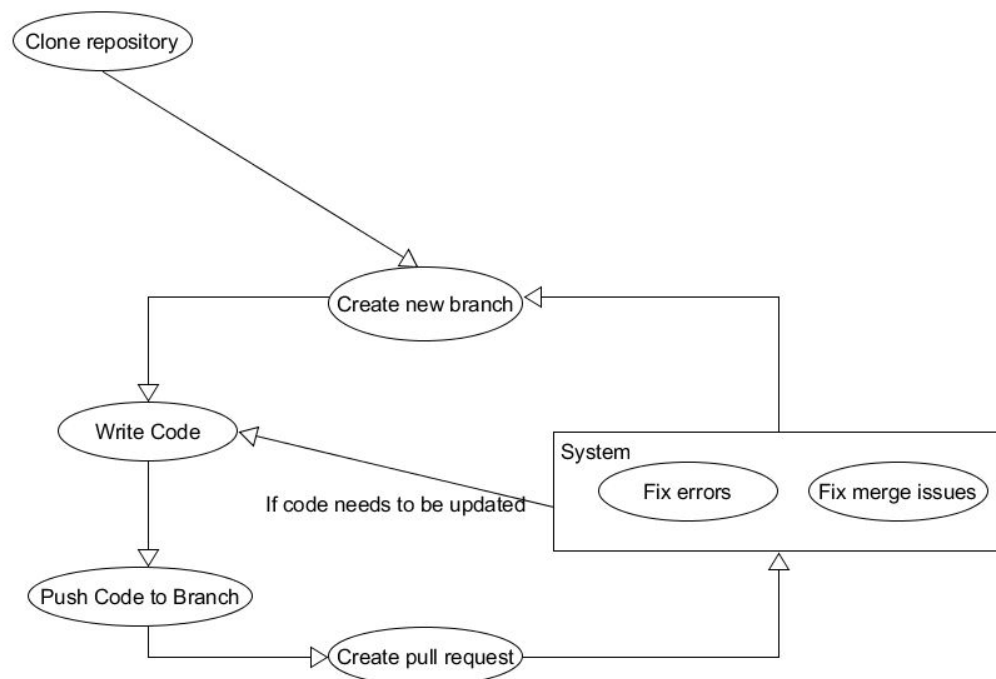 Clone repository
Create new branch
Write Code
System
Fix errors
Fix merge issues
If code needs to be updated
Push Code to Branch
Create pull request